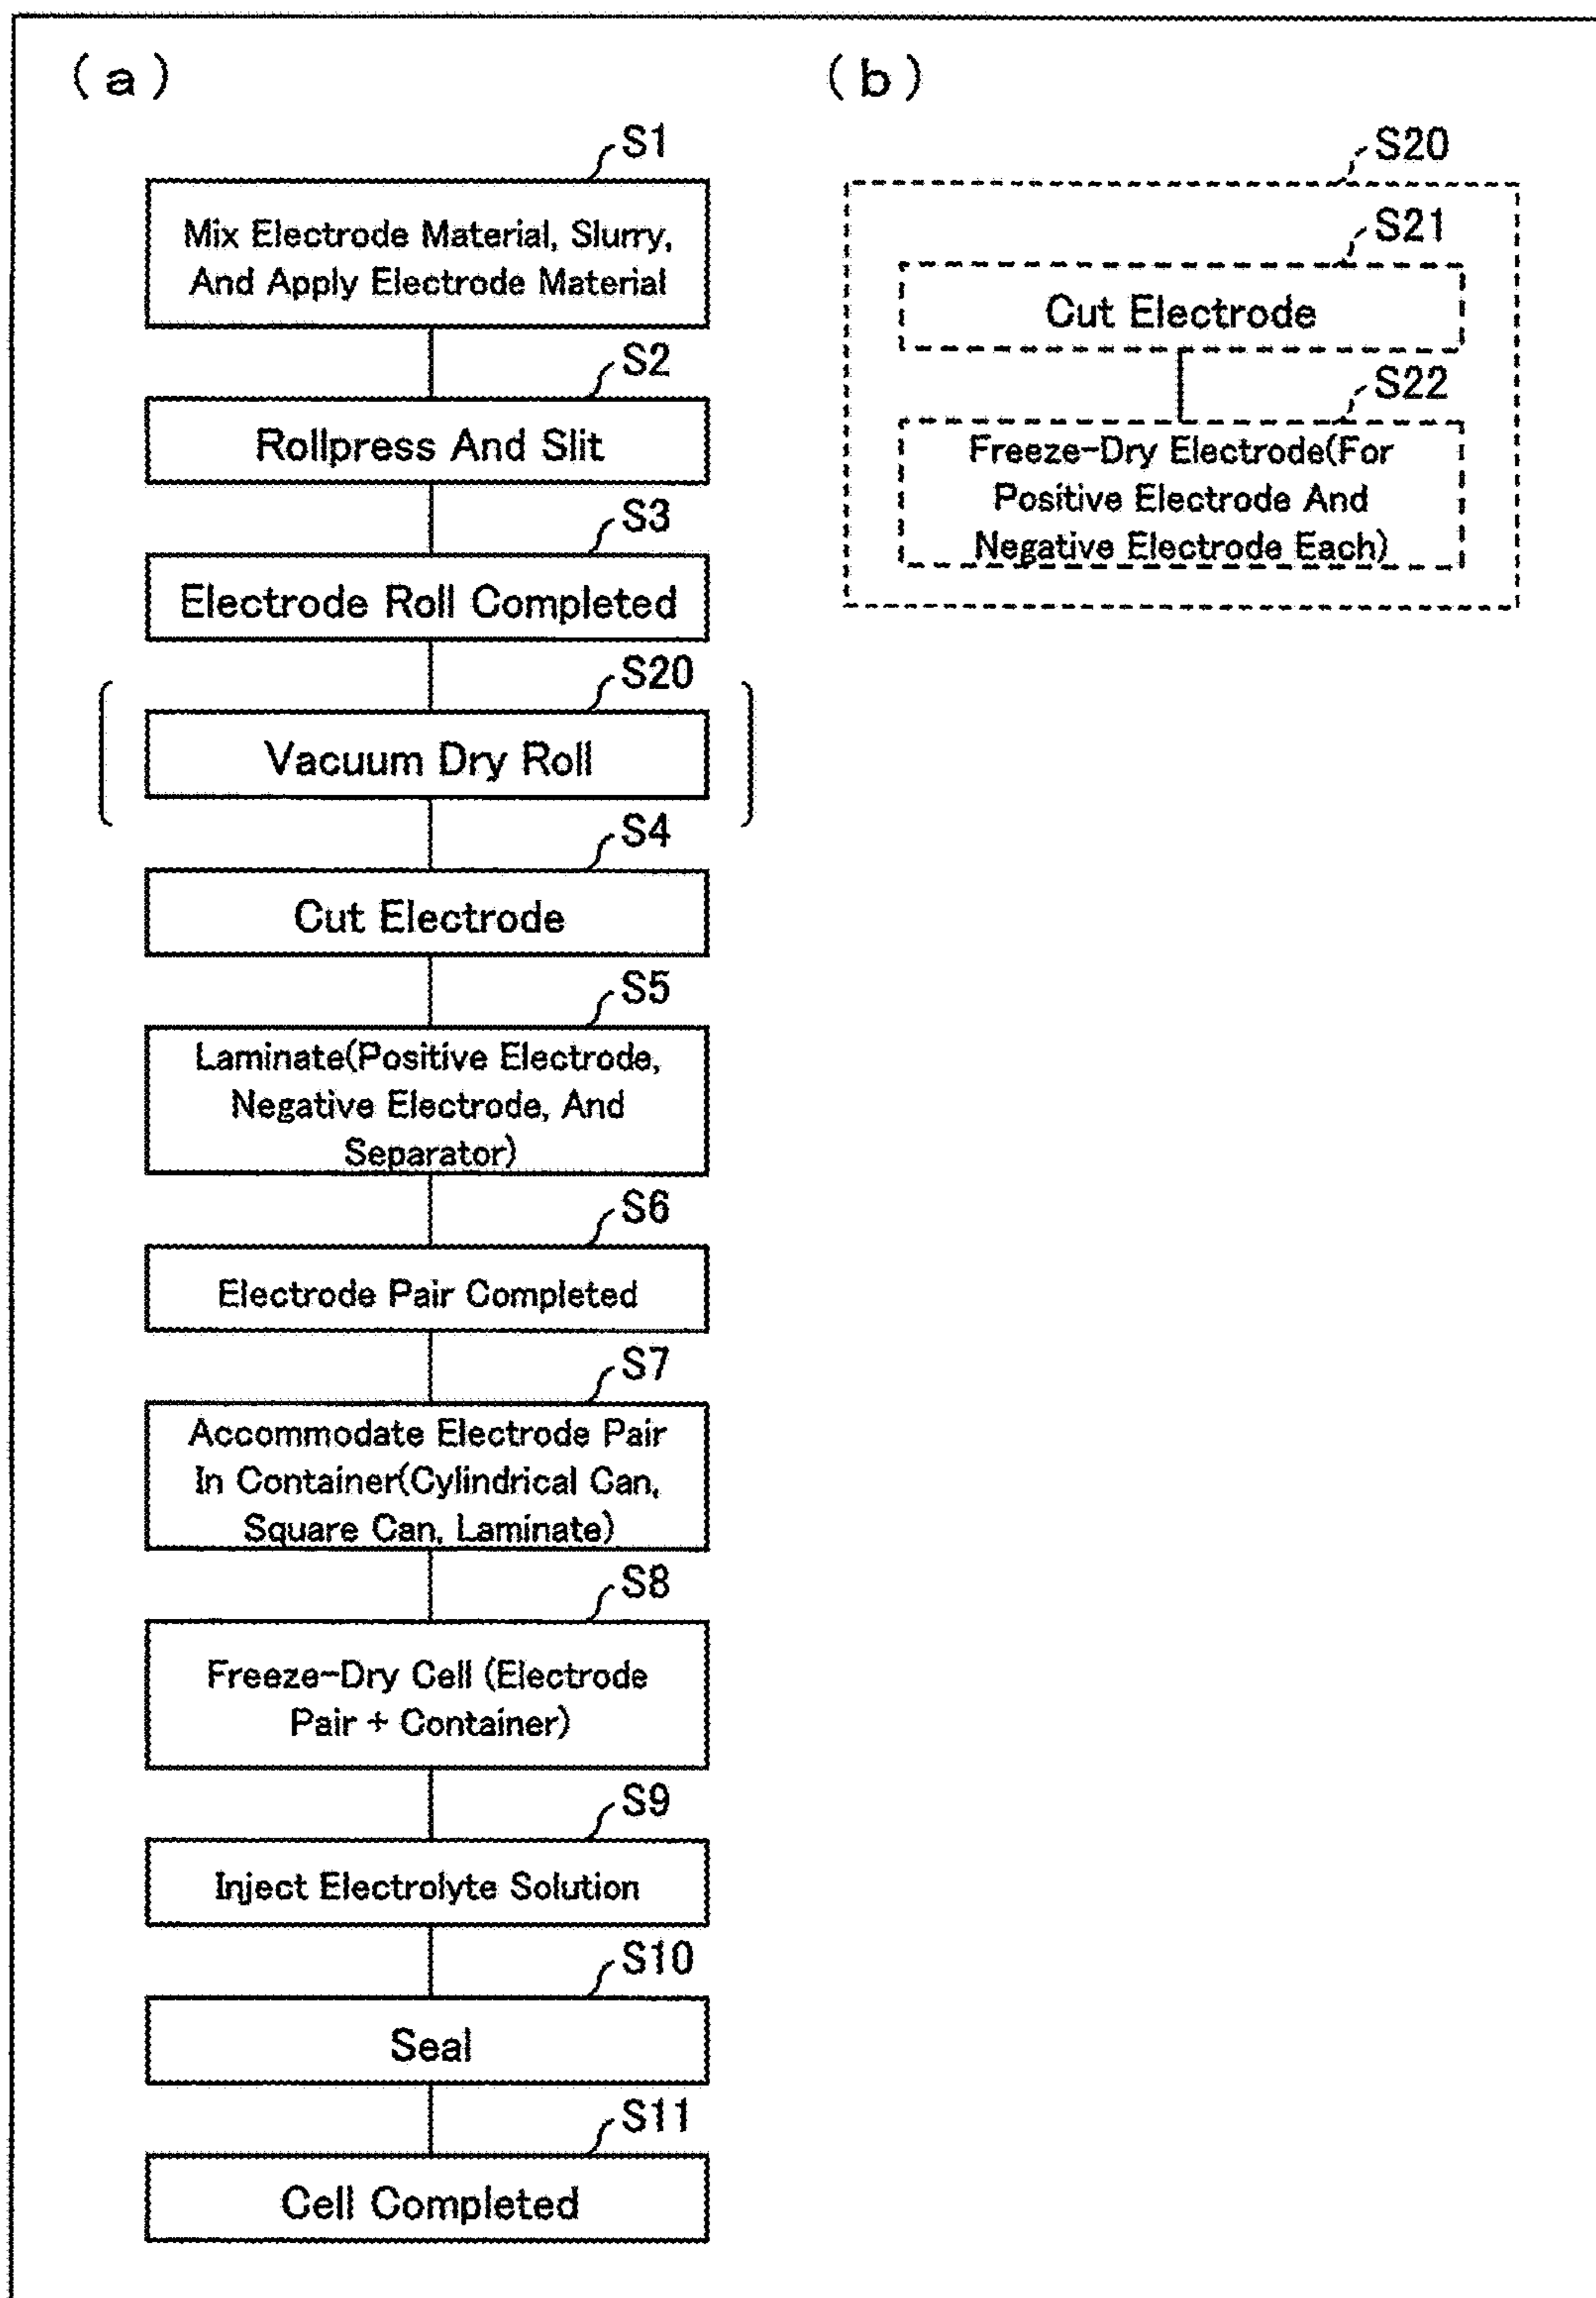 (a)
S1
Mix Electrode Material, Slurry,
And Apply Electrode Material
S2
Rollpress And Slit
S3
Electrode Roll Completed
S20
Vacuum Dry Roll
S4
Cut Electrode
S5
Laminate(Positive Electrode,
Negative Electrode, And
Separator)
S6
Electrode Pair Completed
S7
Accommodate Electrode Pair
In Container(Cylindrical Can,
Square Can, Laminate)
S8
Freeze-Dry Cell (Electrode
Pair + Container)
S9
Inject Electrolyte Solution
S10
Seal
S11
Cell Completed
(b)
S20
S21
Cut Electrode
S22
Freeze-Dry Electrode(For
Positive Electrode And
Negative Electrode Each)